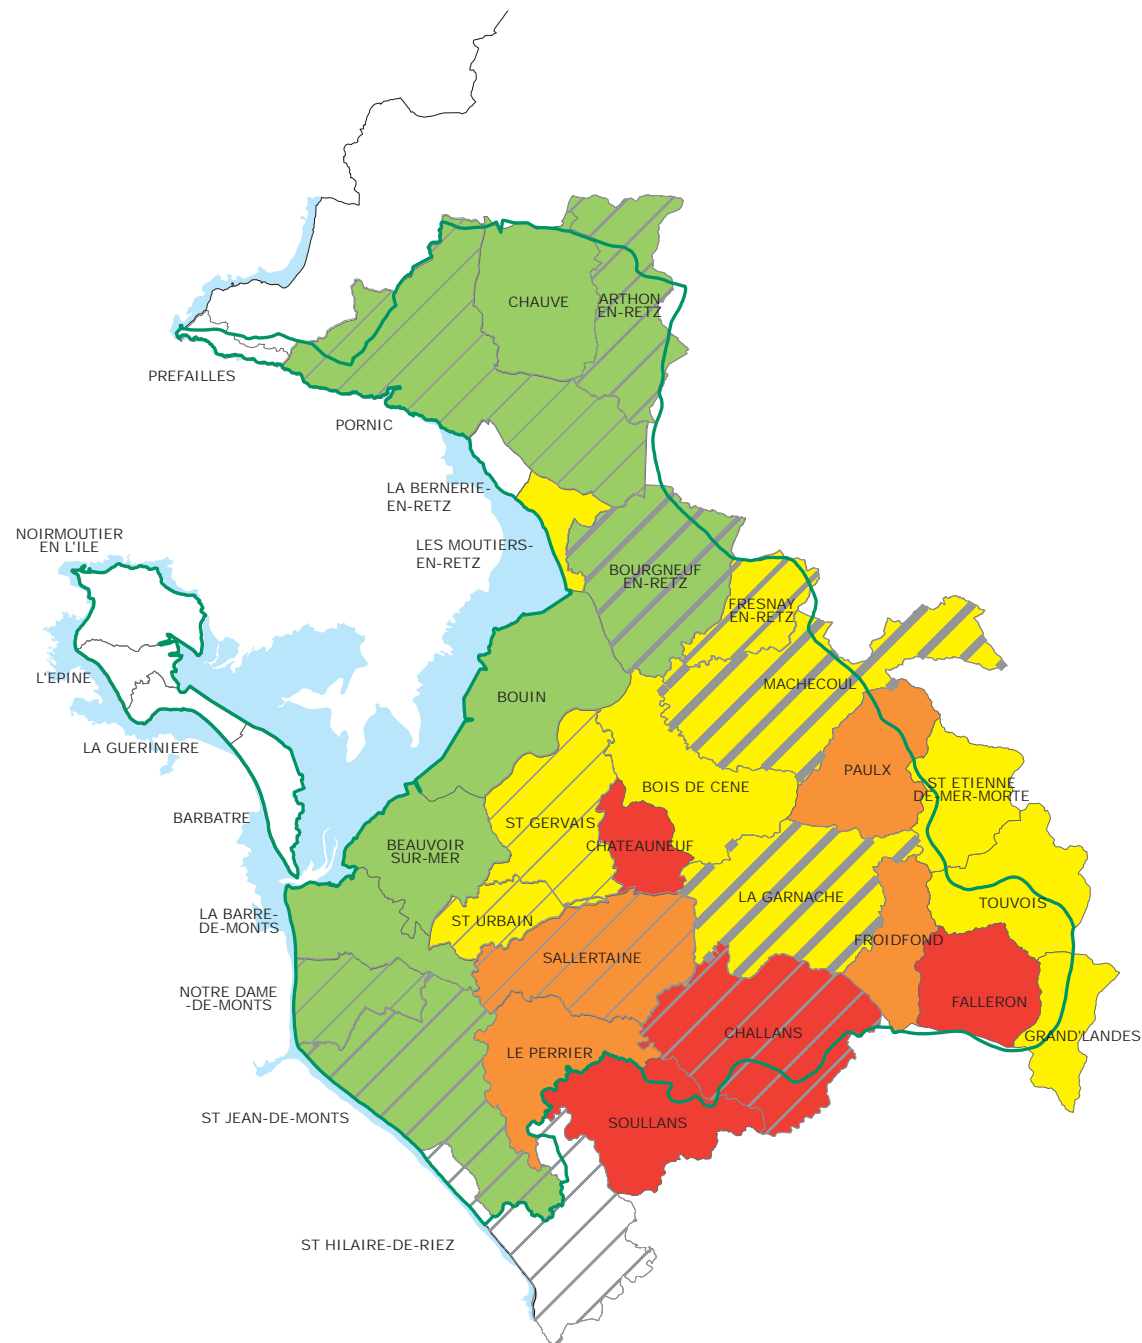 CHAUVE
ARTHON
EN-RETZ
PREFAILLES
PORNIC
LA BERNERIE-
EN-RETZ
NOIRMOUTIER
EN L'ILE
LES MOUTIERS-
EN-RETZ
BOURGNEUF
EN-RETZ
FRESNAY
EN-RETZ
L'EPINE
MACHECOUL
BOUIN
LA GUERINIERE
PAULX
ST ETIENNE
DE-MER-MORTE
BOIS DE CENE
BARBATRE
ST GERVAIS
BEAUVOIR
SUR-MER
CHATEAUNEUF
LA GARNACHE
TOUVOIS
LA BARRE-
DE-MONTS
ST URBAIN
FROIDFOND
SALLERTAINE
NOTRE DAME
-DE-MONTS
FALLERON
CHALLANS
GRAND'LANDES
LE PERRIER
ST JEAN-DE-MONTS
SOULLANS
ST HILAIRE-DE-RIEZ